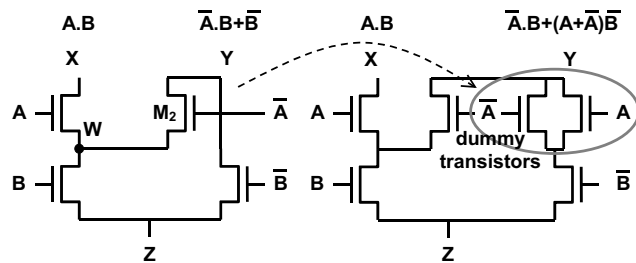 A.B
A̅.B+B̅
X
Y
A
M₂
A̅
W
B
B̅
Z
A.B
A̅.B+(A+A̅)B̅
X
Y
A
A̅
A
dummy
transistors
B
B̅
Z